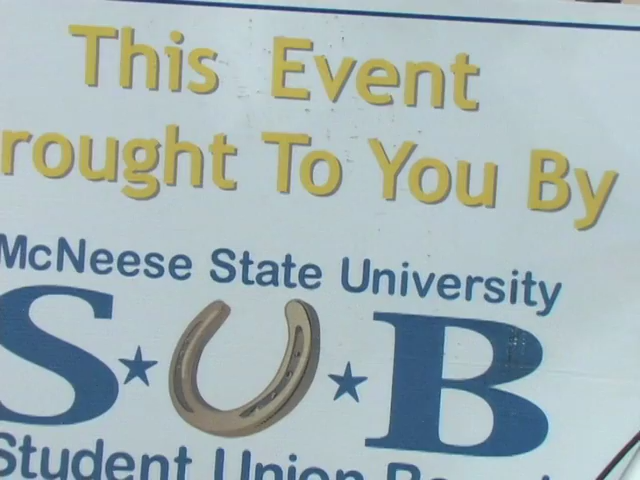 This Event
rought To You By
McNeese State University
S★U★B
Student Union